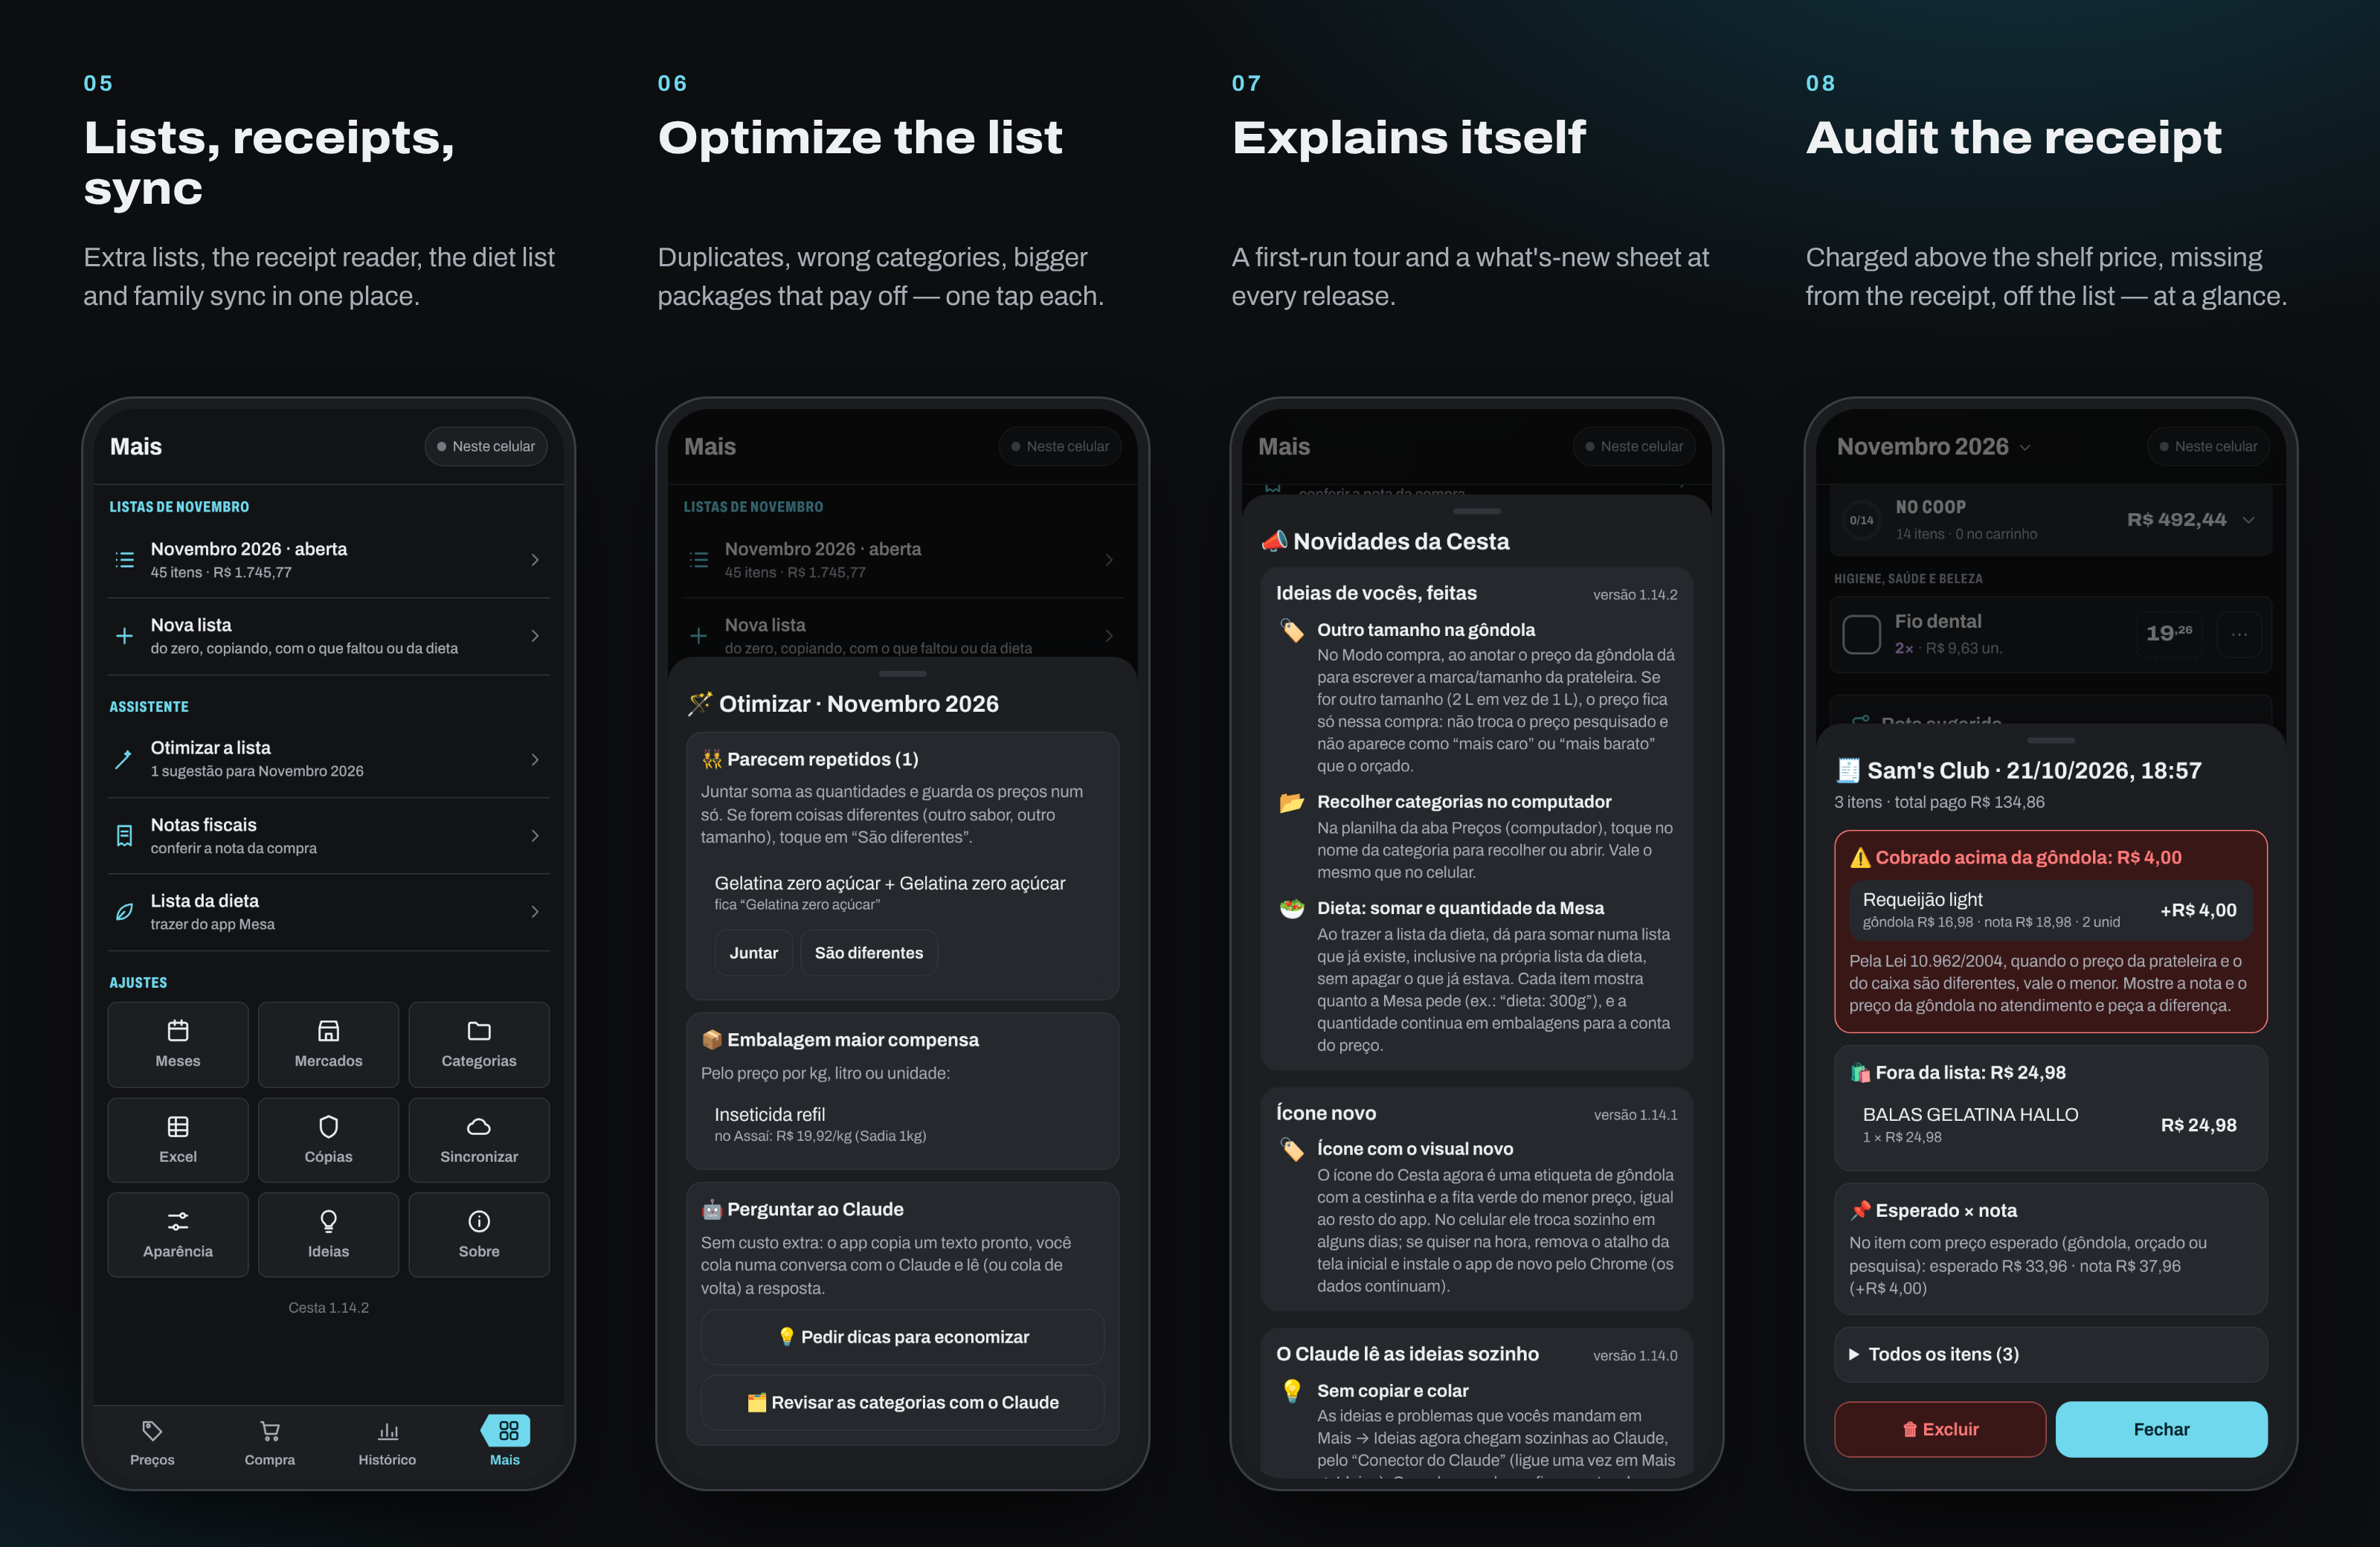 05
Lists, receipts,
sync
Extra lists, the receipt reader, the diet list
and family sync in one place.
Mais
Neste celular
LISTAS DE NOVEMBRO
Novembro 2026 · aberta
45 itens · R$ 1.745,77
Nova lista
do zero, copiando, com o que faltou ou da dieta
ASSISTENTE
Otimizar a lista
1 sugestão para Novembro 2026
Notas fiscais
conferir a nota da compra
Lista da dieta
trazer do app Mesa
AJUSTES
Meses
Mercados
Categorias
Excel
Cópias
Sincronizar
Aparência
Ideias
Sobre
Cesta 1.14.2
Preços
Compra
Histórico
Mais
06
Optimize the list
Duplicates, wrong categories, bigger
packages that pay off — one tap each.
Mais
Neste celular
LISTAS DE NOVEMBRO
Novembro 2026 · aberta
45 itens · R$ 1.745,77
Nova lista
do zero, copiando, com o que faltou ou da dieta
Otimizar · Novembro 2026
Parecem repetidos (1)
Juntar soma as quantidades e guarda os preços num
só. Se forem coisas diferentes (outro sabor, outro
tamanho), toque em “São diferentes”.
Gelatina zero açúcar + Gelatina zero açúcar
fica “Gelatina zero açúcar”
Juntar
São diferentes
Embalagem maior compensa
Pelo preço por kg, litro ou unidade:
Inseticida refil
no Assaí: R$ 19,92/kg (Sadia 1kg)
Perguntar ao Claude
Sem custo extra: o app copia um texto pronto, você
cola numa conversa com o Claude e lê (ou cola de
volta) a resposta.
Pedir dicas para economizar
Revisar as categorias com o Claude
07
Explains itself
A first-run tour and a what's-new sheet at
every release.
Mais
Neste celular
conferir a nota da compra
Novidades da Cesta
Ideias de vocês, feitas
versão 1.14.2
Outro tamanho na gôndola
No Modo compra, ao anotar o preço da gôndola dá
para escrever a marca/tamanho da prateleira. Se
for outro tamanho (2 L em vez de 1 L), o preço fica
só nessa compra: não troca o preço pesquisado e
não aparece como “mais caro” ou “mais barato”
que o orçado.
Recolher categorias no computador
Na planilha da aba Preços (computador), toque no
nome da categoria para recolher ou abrir. Vale o
mesmo que no celular.
Dieta: somar e quantidade da Mesa
Ao trazer a lista da dieta, dá para somar numa lista
que já existe, inclusive na própria lista da dieta,
sem apagar o que já estava. Cada item mostra
quanto a Mesa pede (ex.: “dieta: 300g”), e a
quantidade continua em embalagens para a conta
do preço.
Ícone novo
versão 1.14.1
Ícone com o visual novo
O ícone do Cesta agora é uma etiqueta de gôndola
com a cestinha e a fita verde do menor preço, igual
ao resto do app. No celular ele troca sozinho em
alguns dias; se quiser na hora, remova o atalho da
tela inicial e instale o app de novo pelo Chrome (os
dados continuam).
O Claude lê as ideias sozinho
versão 1.14.0
Sem copiar e colar
As ideias e problemas que vocês mandam em
Mais → Ideias agora chegam sozinhas ao Claude,
pelo “Conector do Claude” (ligue uma vez em Mais
08
Audit the receipt
Charged above the shelf price, missing
from the receipt, off the list — at a glance.
Novembro 2026
Neste celular
0/14
NO COOP
14 itens · 0 no carrinho
R$ 492,44
HIGIENE, SAÚDE E BELEZA
Fio dental
2× · R$ 9,63 un.
19,26
Rota sugerida
Sam's Club · 21/10/2026, 18:57
3 itens · total pago R$ 134,86
Cobrado acima da gôndola: R$ 4,00
Requeijão light
gôndola R$ 16,98 · nota R$ 18,98 · 2 unid
+R$ 4,00
Pela Lei 10.962/2004, quando o preço da prateleira e o
do caixa são diferentes, vale o menor. Mostre a nota e o
preço da gôndola no atendimento e peça a diferença.
Fora da lista: R$ 24,98
BALAS GELATINA HALLO
1 × R$ 24,98
R$ 24,98
Esperado × nota
No item com preço esperado (gôndola, orçado ou
pesquisa): esperado R$ 33,96 · nota R$ 37,96
(+R$ 4,00)
Todos os itens (3)
Excluir
Fechar